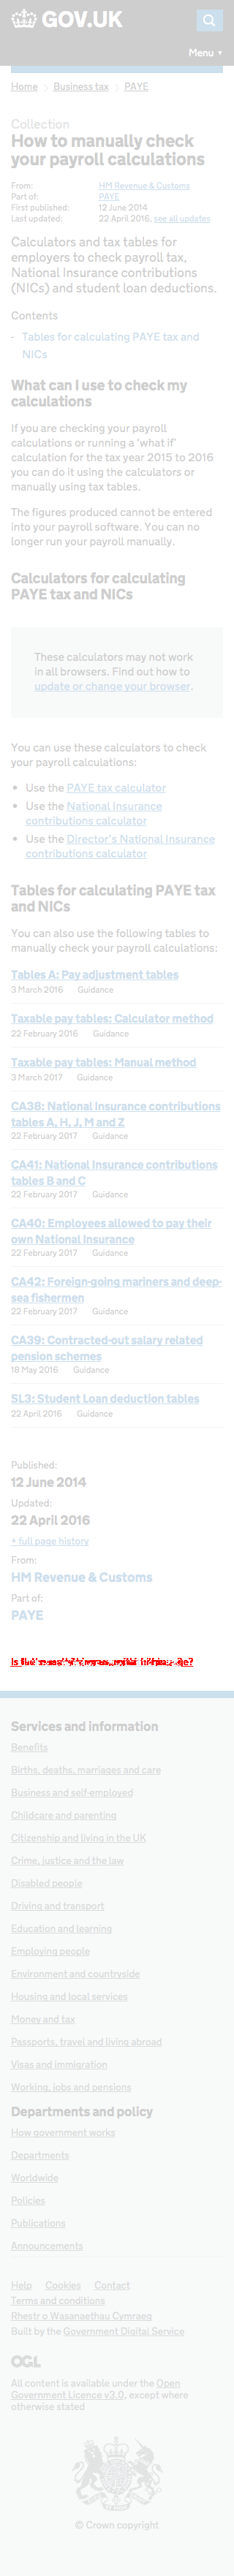 GOV.UK
Menu
Home
Business tax
PAYE
Collection
How to manually check
your payroll calculations
From: HM Revenue & Customs
Part of: PAYE
First published: 12 June 2014
Last updated: 22 April 2016, see all updates
Calculators and tax tables for
employers to check payroll tax,
National Insurance contributions
(NICs) and student loan deductions.
Contents
- Tables for calculating PAYE tax and
NICs
What can I use to check my
calculations
If you are checking your payroll
calculations or running a ‘what if’
calculation for the tax year 2015 to 2016
you can do it using the calculators or
manually using tax tables.
The figures produced cannot be entered
into your payroll software. You can no
longer run your payroll manually.
Calculators for calculating
PAYE tax and NICs
These calculators may not work
in all browsers. Find out how to
update or change your browser.
You can use these calculators to check
your payroll calculations:
• Use the PAYE tax calculator
• Use the National Insurance
contributions calculator
• Use the Director’s National Insurance
contributions calculator
Tables for calculating PAYE tax
and NICs
You can also use the following tables to
manually check your payroll calculations:
Tables A: Pay adjustment tables
3 March 2016 Guidance
Taxable pay tables: Calculator method
22 February 2016 Guidance
Taxable pay tables: Manual method
3 March 2017 Guidance
CA38: National Insurance contributions
tables A, H, J, M and Z
22 February 2017 Guidance
CA41: National Insurance contributions
tables B and C
22 February 2017 Guidance
CA40: Employees allowed to pay their
own National Insurance
22 February 2017 Guidance
CA42: Foreign-going mariners and deep-
sea fishermen
22 February 2017 Guidance
CA39: Contracted-out salary related
pension schemes
18 May 2016 Guidance
SL3: Student Loan deduction tables
22 April 2016 Guidance
Published:
12 June 2014
Updated:
22 April 2016
+ full page history
From:
HM Revenue & Customs
Part of:
PAYE
Services and information
Benefits
Births, deaths, marriages and care
Business and self-employed
Childcare and parenting
Citizenship and living in the UK
Crime, justice and the law
Disabled people
Driving and transport
Education and learning
Employing people
Environment and countryside
Housing and local services
Money and tax
Passports, travel and living abroad
Visas and immigration
Working, jobs and pensions
Departments and policy
How government works
Departments
Worldwide
Policies
Publications
Announcements
Help Cookies Contact
Terms and conditions
Rhestr o Wasanaethau Cymraeg
Built by the Government Digital Service
OGL
All content is available under the Open
Government Licence v3.0, except where
otherwise stated
© Crown copyright